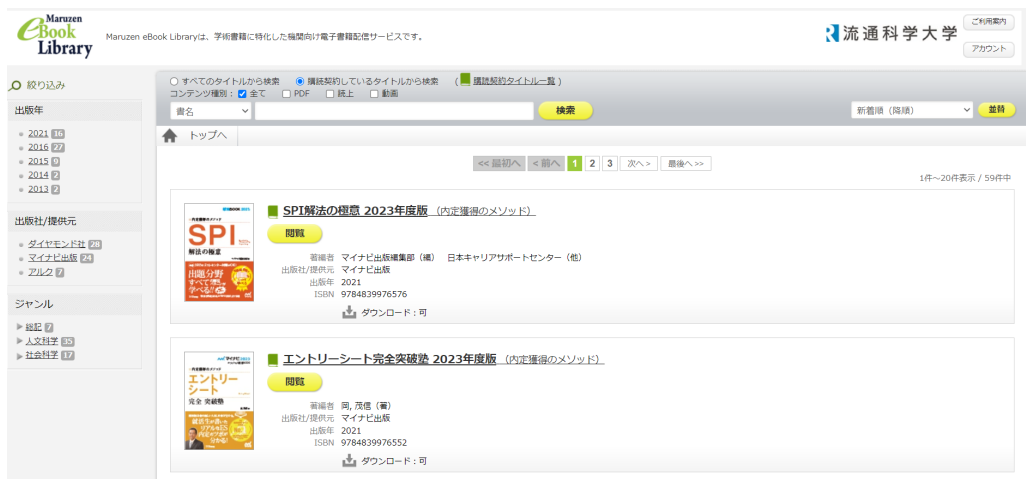 Maruzen
eBook
Library
Maruzen eBook Libraryは、学術書籍に特化した機関向け電子書籍配信サービスです。
流通科学大学
ご利用案内
アカウント
絞り込み
出版年
2021 16
2016 27
2015 9
2014 2
2013 2
出版社/提供元
ダイヤモンド社 28
マイナビ出版 24
アルク 7
ジャンル
総記 7
人文科学 35
社会科学 17
すべてのタイトルから検索 購読契約しているタイトルから検索 ( 購読契約タイトル一覧 )
コンテンツ種別： 全て PDF 読上 動画
書名 検索 新着順（降順） 並替
トップへ
<< 最初へ < 前へ 1 2 3 次へ > 最後へ >>
1件～20件表示 / 59件中
SPI
解法の極意
出題分野
すべて
学べる!!
SPI解法の極意 2023年度版 （内定獲得のメソッド）
閲覧
著編者 マイナビ出版編集部（編） 日本キャリアサポートセンター（他）
出版社/提供元 マイナビ出版
出版年 2021
ISBN 9784839976576
ダウンロード：可
エントリー
シート
完全 突破塾
エントリーシート完全突破塾 2023年度版 （内定獲得のメソッド）
閲覧
著編者 岡, 茂信（著）
出版社/提供元 マイナビ出版
出版年 2021
ISBN 9784839976552
ダウンロード：可